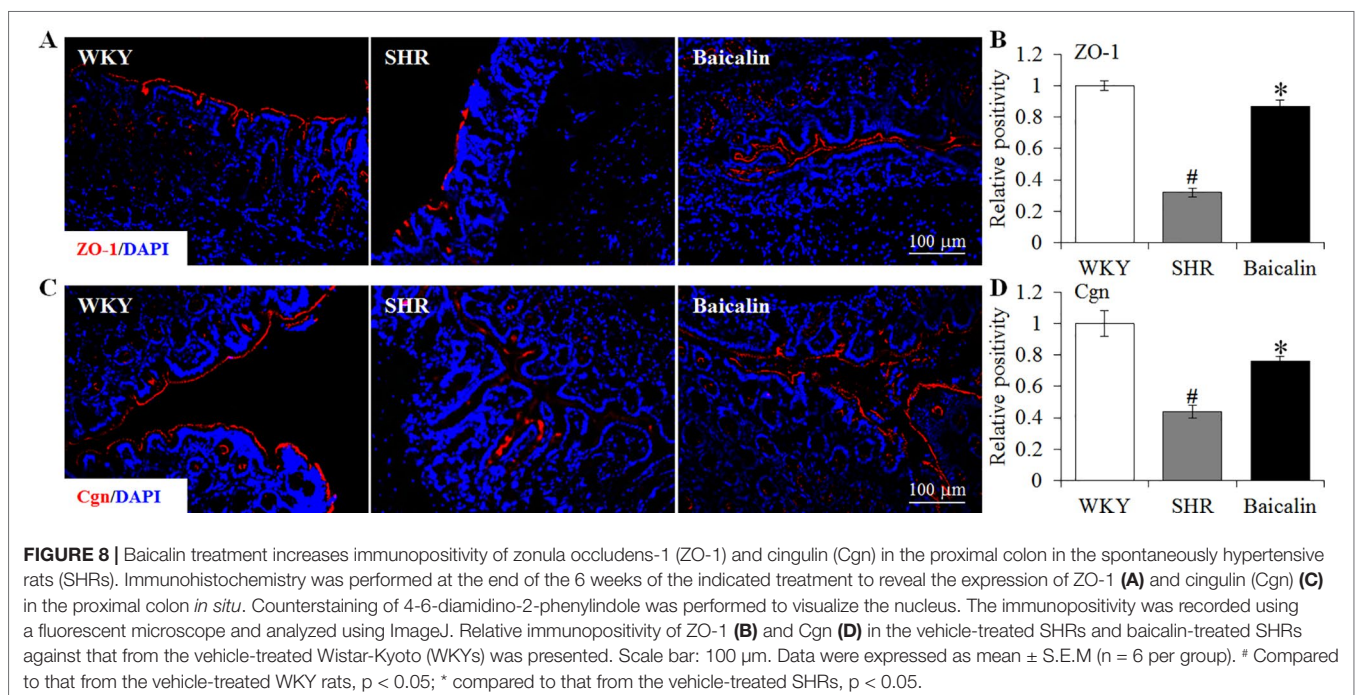 A
WKY
SHR
Baicalin
ZO-1/DAPI
100 µm
B
ZO-1
Relative positivity
1.2
1
0.8
0.6
0.4
0.2
0
#
*
WKY
SHR
Baicalin
C
WKY
SHR
Baicalin
Cgn/DAPI
100 µm
D
Cgn
Relative positivity
1.2
1
0.8
0.6
0.4
0.2
0
#
*
WKY
SHR
Baicalin
FIGURE 8 | Baicalin treatment increases immunopositivity of zonula occludens-1 (ZO-1) and cingulin (Cgn) in the proximal colon in the spontaneously hypertensive
rats (SHRs). Immunohistochemistry was performed at the end of the 6 weeks of the indicated treatment to reveal the expression of ZO-1 (A) and cingulin (Cgn) (C)
in the proximal colon in situ. Counterstaining of 4-6-diamidino-2-phenylindole was performed to visualize the nucleus. The immunopositivity was recorded using
a fluorescent microscope and analyzed using ImageJ. Relative immunopositivity of ZO-1 (B) and Cgn (D) in the vehicle-treated SHRs and baicalin-treated SHRs
against that from the vehicle-treated Wistar-Kyoto (WKYs) was presented. Scale bar: 100 µm. Data were expressed as mean ± S.E.M (n = 6 per group). # Compared
to that from the vehicle-treated WKY rats, p < 0.05; * compared to that from the vehicle-treated SHRs, p < 0.05.